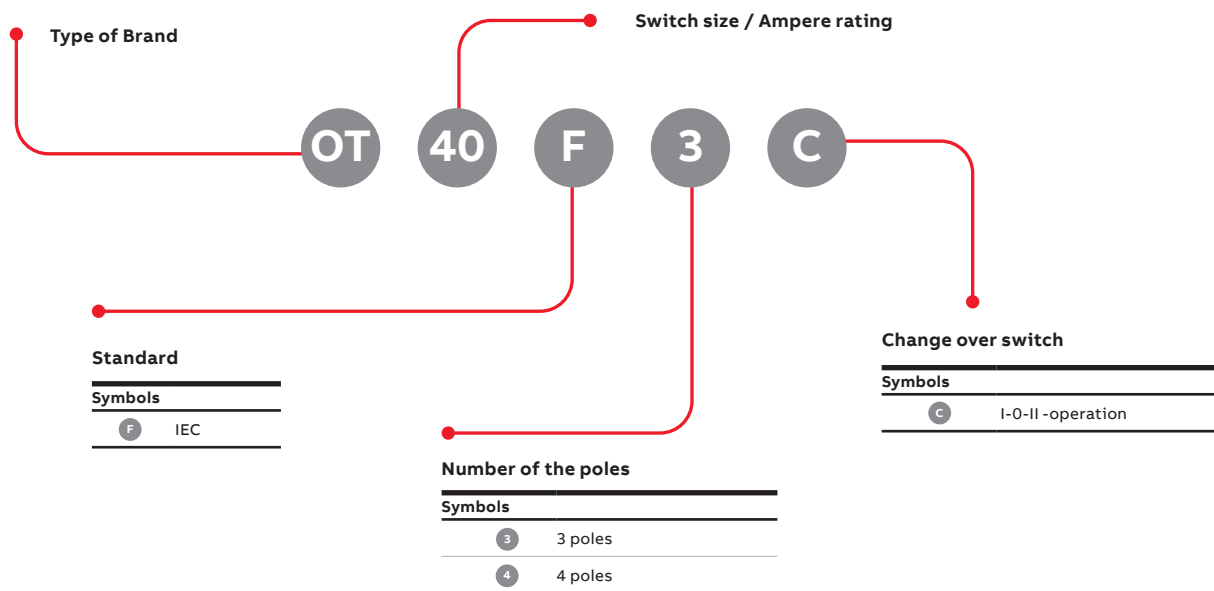 Type of Brand
Switch size / Ampere rating
OT 40 F 3 C
Standard
Symbols
F IEC
Change over switch
Symbols
C I-0-II -operation
Number of the poles
Symbols
3 3 poles
4 4 poles